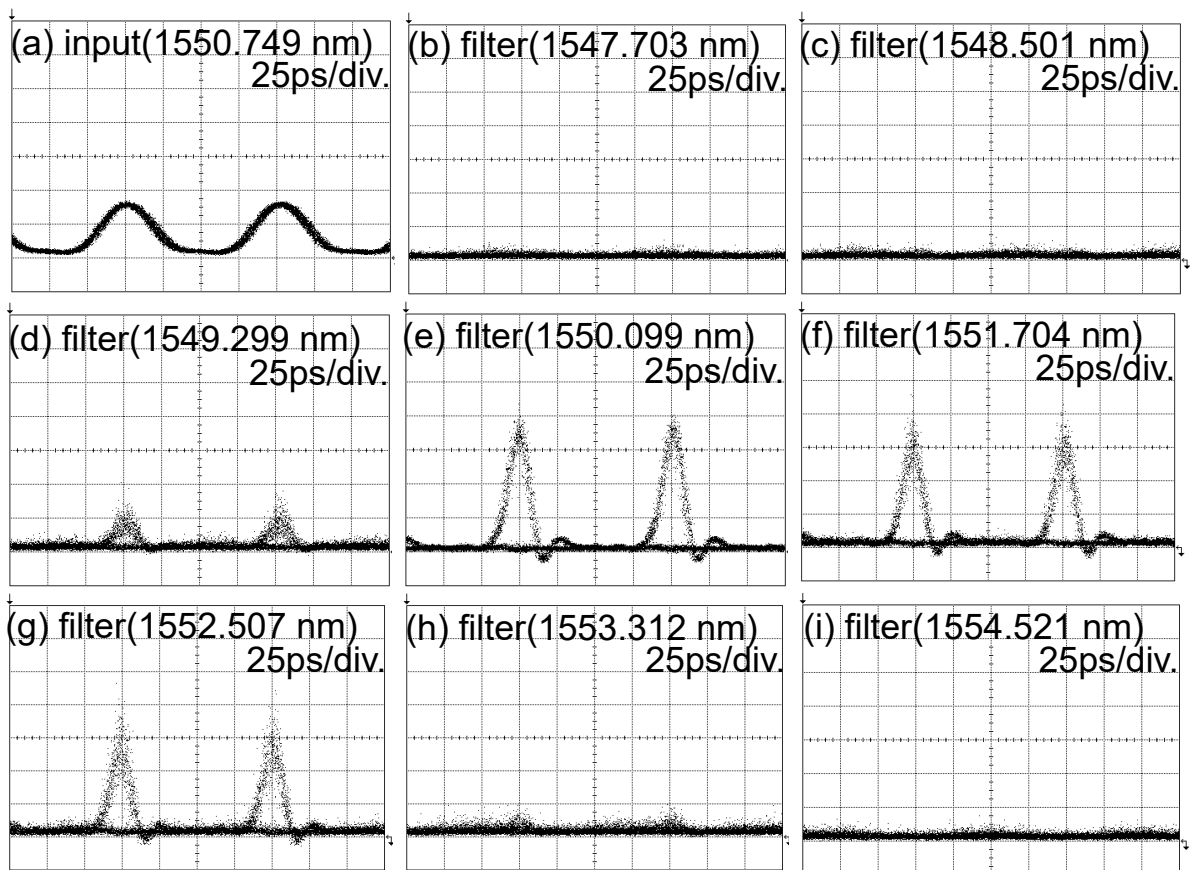 (a) input(1550.749 nm)
25ps/div.
(b) filter(1547.703 nm)
25ps/div.
(c) filter(1548.501 nm)
25ps/div.
(d) filter(1549.299 nm)
25ps/div.
(e) filter(1550.099 nm)
25ps/div.
(f) filter(1551.704 nm)
25ps/div.
(g) filter(1552.507 nm)
25ps/div.
(h) filter(1553.312 nm)
25ps/div.
(i) filter(1554.521 nm)
25ps/div.